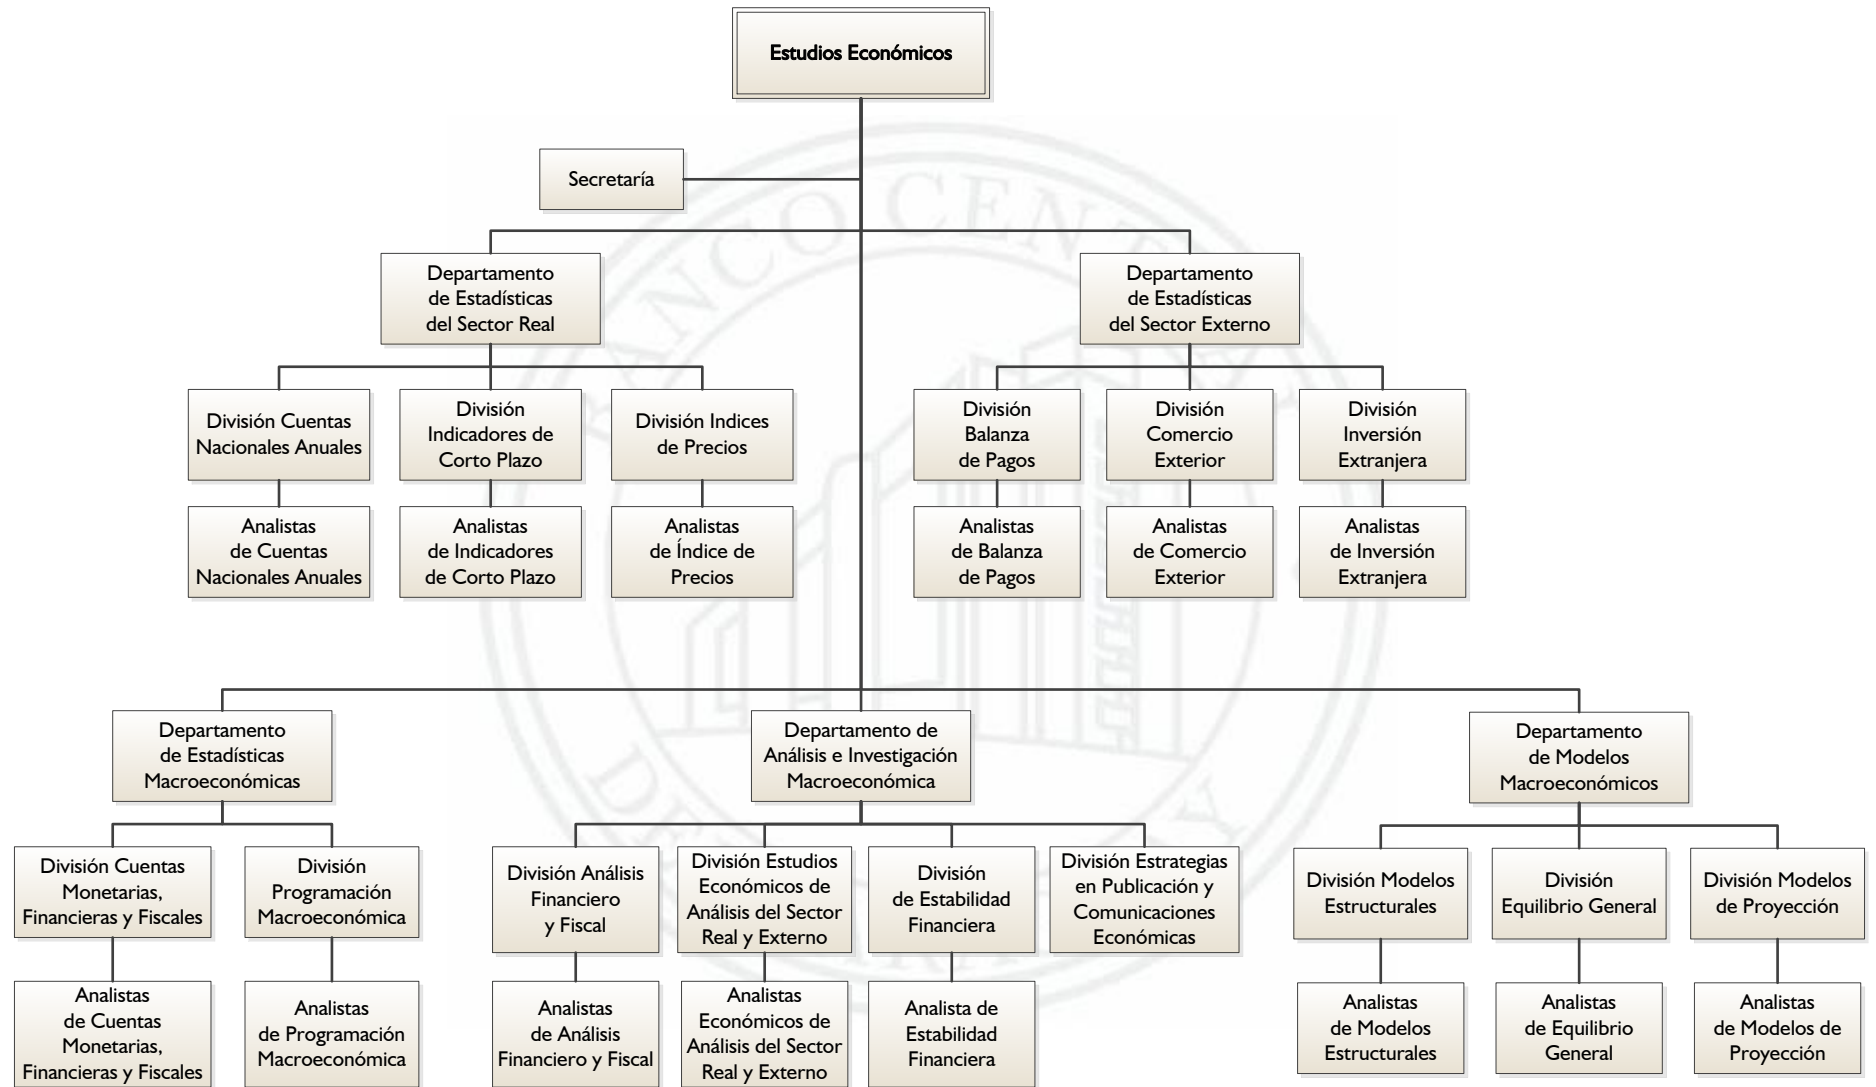 Estudios Económicos
Secretaría
Departamento
de Estadísticas
del Sector Real
Departamento
de Estadísticas
del Sector Externo
División Cuentas
Nacionales Anuales
División
Indicadores de
Corto Plazo
División Indices
de Precios
División
Balanza
de Pagos
División
Comercio
Exterior
División
Inversión
Extranjera
Analistas
de Cuentas
Nacionales Anuales
Analistas
de Indicadores
de Corto Plazo
Analistas
de Índice de
Precios
Analistas
de Balanza
de Pagos
Analistas
de Comercio
Exterior
Analistas
de Inversión
Extranjera
Departamento
de Estadísticas
Macroeconómicas
Departamento de
Análisis e Investigación
Macroeconómica
Departamento
de Modelos
Macroeconómicos
División Cuentas
Monetarias,
Financieras y Fiscales
División
Programación
Macroeconómica
División Análisis
Financiero
y Fiscal
División Estudios
Económicos de
Análisis del Sector
Real y Externo
División
de Estabilidad
Financiera
División Estrategias
en Publicación y
Comunicaciones
Económicas
División Modelos
Estructurales
División
Equilibrio General
División Modelos
de Proyección
Analistas
de Cuentas
Monetarias,
Financieras y Fiscales
Analistas
de Programación
Macroeconómica
Analistas
de Análisis
Financiero y Fiscal
Analistas
Económicos de
Análisis del Sector
Real y Externo
Analista de
Estabilidad
Financiera
Analistas
de Modelos
Estructurales
Analistas
de Equilibrio
General
Analistas
de Modelos de
Proyección
BANCO CENTRAL